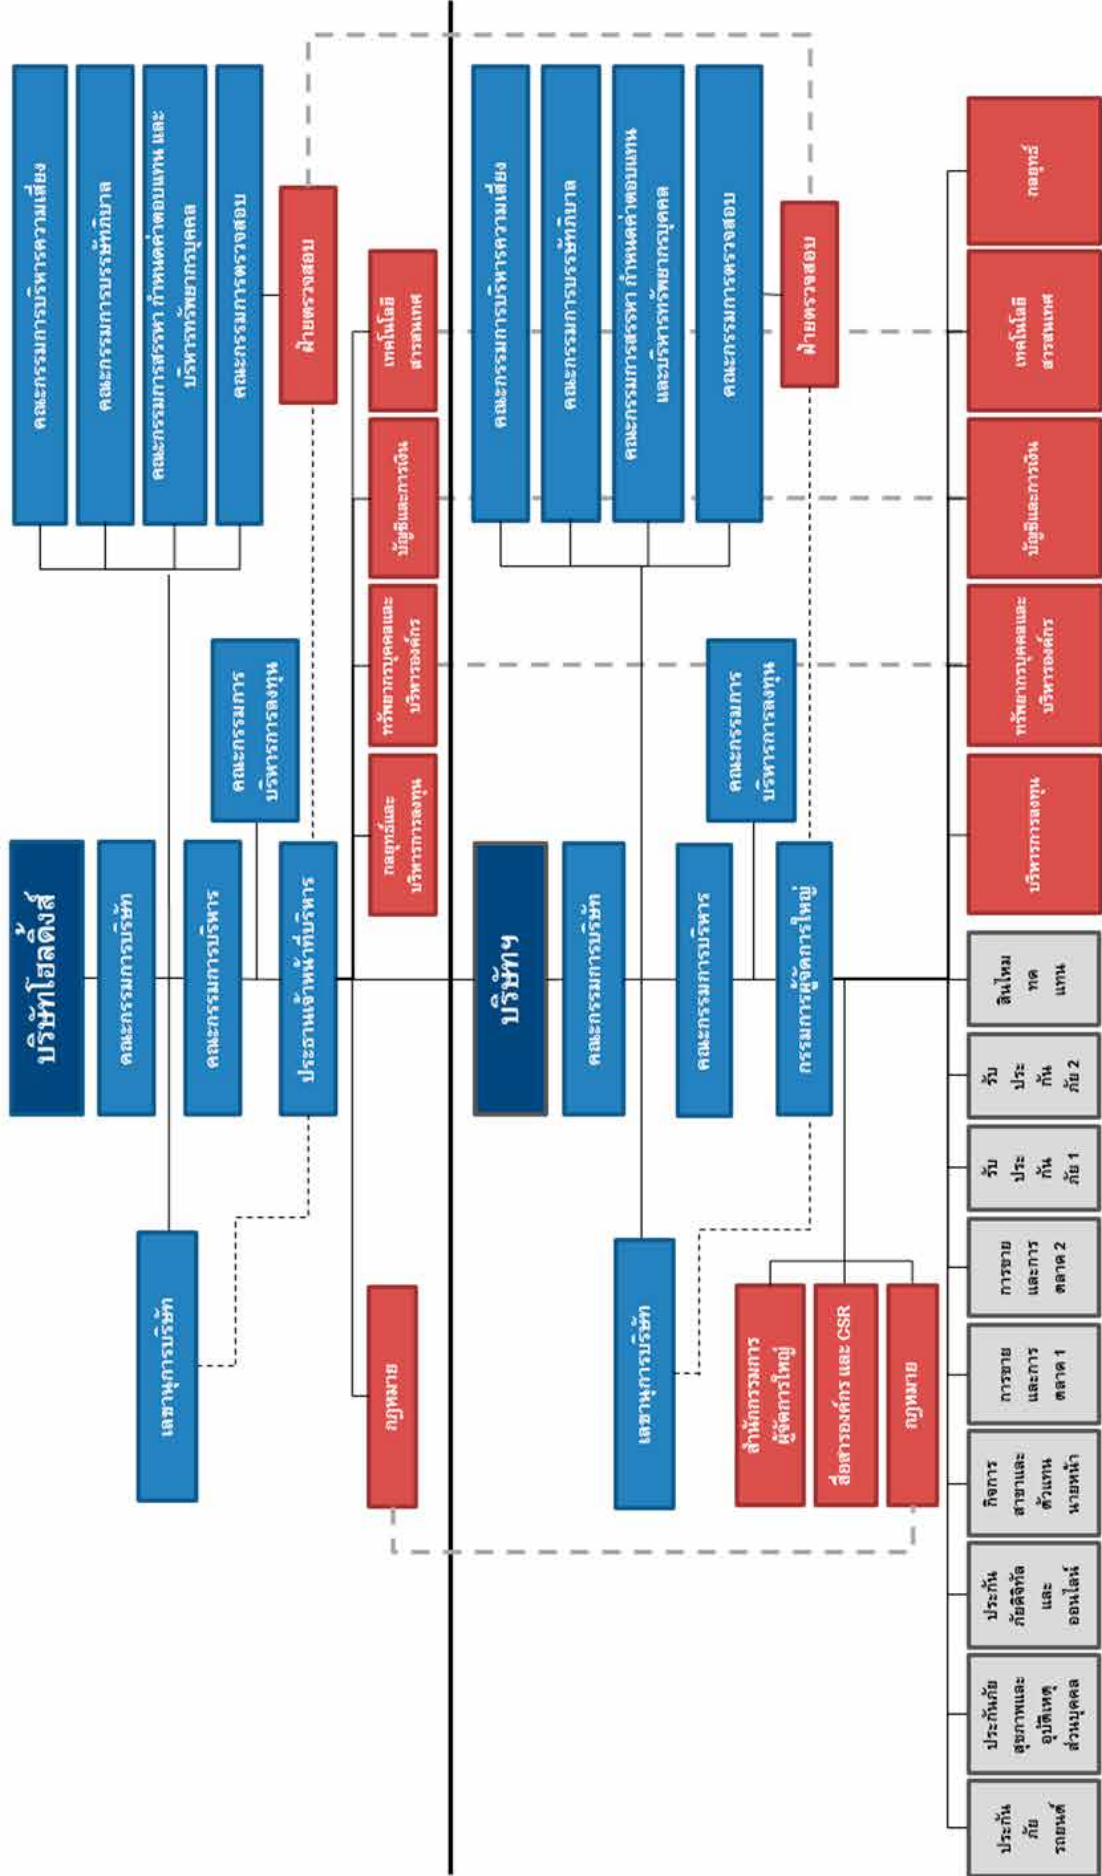 บริษัทโฮลดิ้งส์
คณะกรรมการบริษัท
คณะกรรมการบริหารความเสี่ยง
คณะกรรมการบรรษัทภิบาล
คณะกรรมการสรรหา กำหนดค่าตอบแทน และ
บริหารทรัพยากรบุคคล
คณะกรรมการตรวจสอบ
เลขานุการบริษัท
คณะกรรมการบริหาร
คณะกรรมการ
บริหารการลงทุน
ประธานเจ้าหน้าที่บริหาร
ฝ่ายตรวจสอบ
กฎหมาย
กลยุทธ์และ
บริหารการลงทุน
ทรัพยากรบุคคลและ
บริหารองค์กร
บัญชีและการเงิน
เทคโนโลยี
สารสนเทศ
บริษัทฯ
คณะกรรมการบริษัท
คณะกรรมการบริหารความเสี่ยง
คณะกรรมการบรรษัทภิบาล
คณะกรรมการสรรหา กำหนดค่าตอบแทน
และบริหารทรัพยากรบุคคล
คณะกรรมการตรวจสอบ
เลขานุการบริษัท
คณะกรรมการบริหาร
คณะกรรมการ
บริหารการลงทุน
กรรมการผู้จัดการใหญ่
ฝ่ายตรวจสอบ
สำนักกรรมการ
ผู้จัดการใหญ่
สื่อสารองค์กร และ CSR
กฎหมาย
ประกัน
ภัย
รถยนต์
ประกันภัย
สุขภาพและ
อุบัติเหตุ
ส่วนบุคคล
ประกัน
ภัยดิจิทัล
และ
ออนไลน์
กิจการ
สาขาและ
ตัวแทน
นายหน้า
การขาย
และการ
ตลาด 1
การขาย
และการ
ตลาด 2
รับ
ประ
กัน
ภัย 1
รับ
ประ
กัน
ภัย 2
สินไหม
ทด
แทน
บริหารการลงทุน
ทรัพยากรบุคคลและ
บริหารองค์กร
บัญชีและการเงิน
เทคโนโลยี
สารสนเทศ
กลยุทธ์